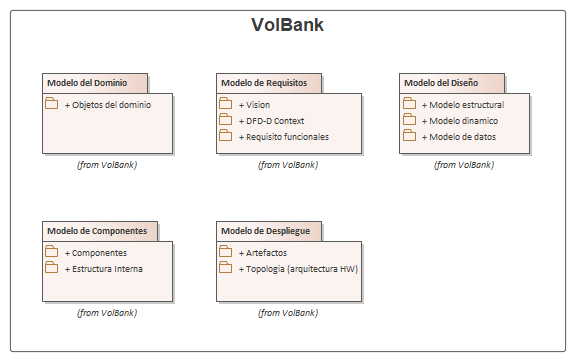 VolBank
Modelo del Dominio
+ Objetos del dominio
(from VolBank)
Modelo de Requisitos
+ Vision
+ DFD-D Context
+ Requisito funcionales
(from VolBank)
Modelo del Diseño
+ Modelo estructural
+ Modelo dinamico
+ Modelo de datos
(from VolBank)
Modelo de Componentes
+ Componentes
+ Estructura Interna
(from VolBank)
Modelo de Despliegue
+ Artefactos
+ Topologia (arquitectura HW)
(from VolBank)